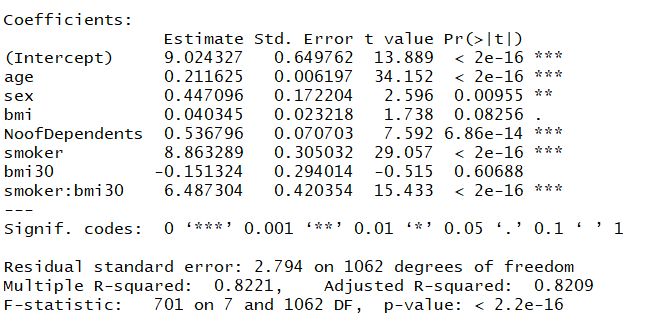 Coefficients:
Estimate Std. Error t value Pr(>|t|)
(Intercept) 9.024327 0.649762 13.889 < 2e-16 ***
age 0.211625 0.006197 34.152 < 2e-16 ***
sex 0.447096 0.172204 2.596 0.00955 **
bmi 0.040345 0.023218 1.738 0.08256 .
NoofDependents 0.536796 0.070703 7.592 6.86e-14 ***
smoker 8.863289 0.305032 29.057 < 2e-16 ***
bmi30 -0.151324 0.294014 -0.515 0.60688
smoker:bmi30 6.487304 0.420354 15.433 < 2e-16 ***
---
Signif. codes: 0 ‘***’ 0.001 ‘**’ 0.01 ‘*’ 0.05 ‘.’ 0.1 ‘ ’ 1
Residual standard error: 2.794 on 1062 degrees of freedom
Multiple R-squared: 0.8221, Adjusted R-squared: 0.8209
F-statistic: 701 on 7 and 1062 DF, p-value: < 2.2e-16